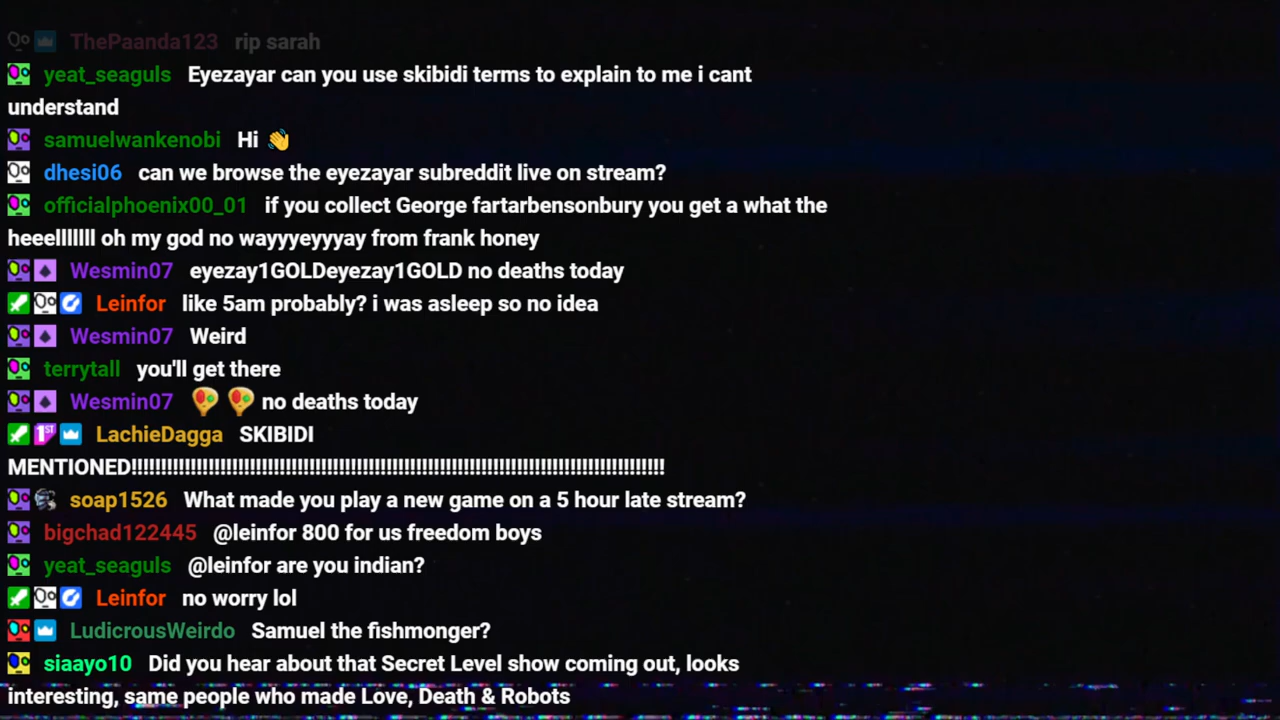 ThePaanda123 rip sarah
yeat_seaguls Eyezayar can you use skibidi terms to explain to me i cant
understand
samuelwankenobi Hi 👋
dhesi06 can we browse the eyezayar subreddit live on stream?
officialphoenix00_01 if you collect George fartarbensonbury you get a what the
heeelllllll oh my god no wayyyeyyyay from frank honey
Wesmin07 eyezay1GOLDeyezay1GOLD no deaths today
Leinfor like 5am probably? i was asleep so no idea
Wesmin07 Weird
terrytall you'll get there
Wesmin07 no deaths today
1ST LachieDagga SKIBIDI
MENTIONED!!!!!!!!!!!!!!!!!!!!!!!!!!!!!!!!!!!!!!!!!!!!!!!!!!!!!!!!!!!!!!!!!!!!!!!!!!!!!!!!!!!!!!!!!!
soap1526 What made you play a new game on a 5 hour late stream?
bigchad122445 @leinfor 800 for us freedom boys
yeat_seaguls @leinfor are you indian?
Leinfor no worry lol
LudicrousWeirdo Samuel the fishmonger?
siaayo10 Did you hear about that Secret Level show coming out, looks
interesting, same people who made Love, Death & Robots